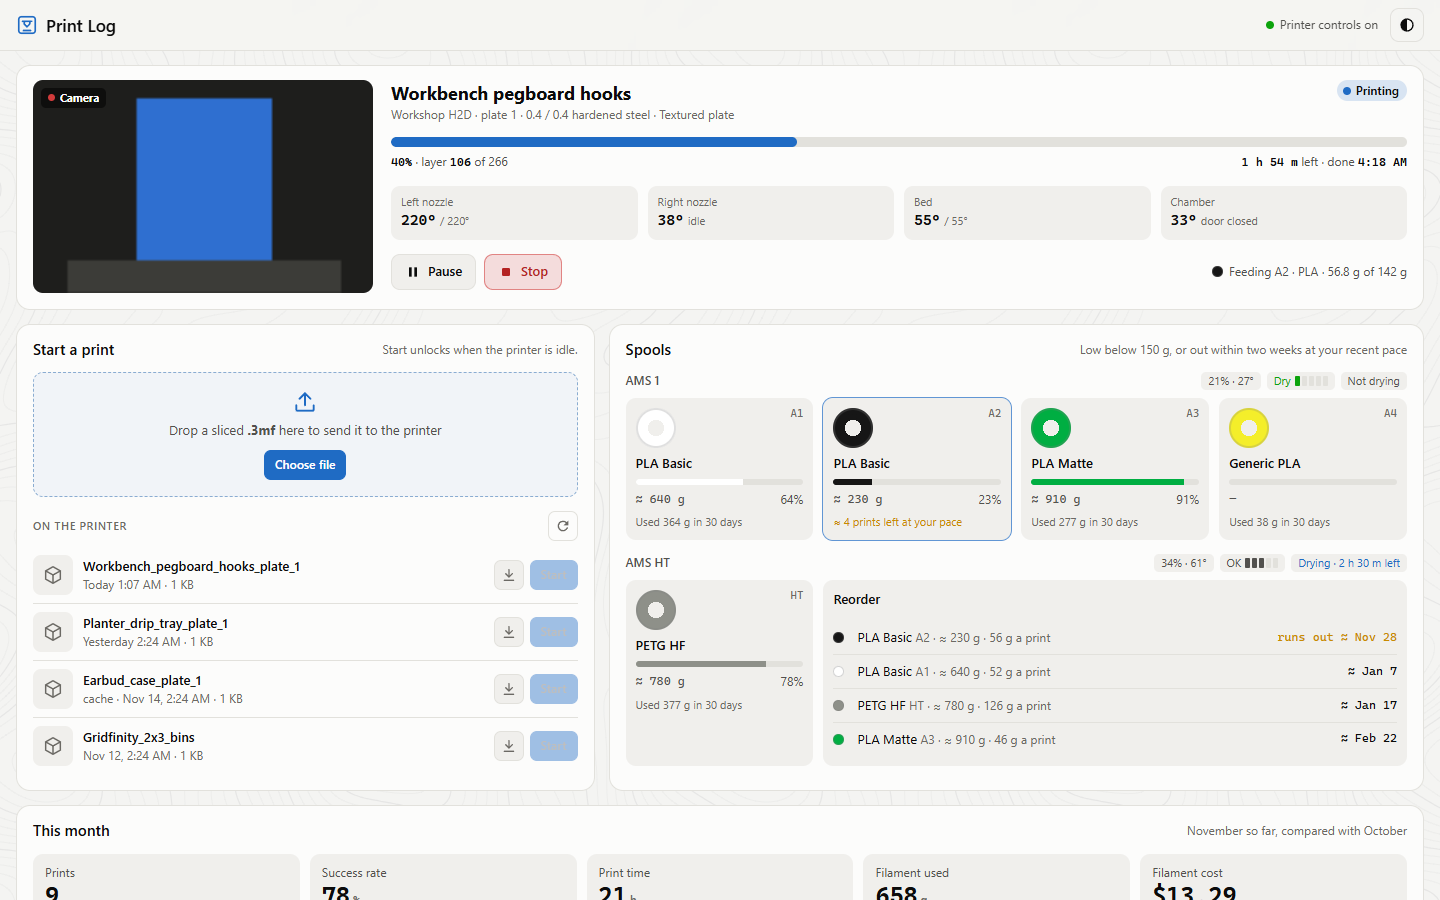 Print Log
Printer controls on
Camera
Workbench pegboard hooks
Printing
Workshop H2D · plate 1 · 0.4 / 0.4 hardened steel · Textured plate
40% · layer 106 of 266
1 h 54 m left · done 4:18 AM
Left nozzle
220° / 220°
Right nozzle
38° idle
Bed
55° / 55°
Chamber
33° door closed
Pause
Stop
Feeding A2 · PLA · 56.8 g of 142 g
Start a print
Start unlocks when the printer is idle.
Drop a sliced .3mf here to send it to the printer
Choose file
ON THE PRINTER
Workbench_pegboard_hooks_plate_1
Today 1:07 AM · 1 KB
Planter_drip_tray_plate_1
Yesterday 2:24 AM · 1 KB
Earbud_case_plate_1
cache · Nov 14, 2:24 AM · 1 KB
Gridfinity_2x3_bins
Nov 12, 2:24 AM · 1 KB
Spools
Low below 150 g, or out within two weeks at your recent pace
AMS 1
21% · 27°
Dry
Not drying
A1
PLA Basic
≈ 640 g
64%
Used 364 g in 30 days
A2
PLA Basic
≈ 230 g
23%
≈ 4 prints left at your pace
A3
PLA Matte
≈ 910 g
91%
Used 277 g in 30 days
A4
Generic PLA
—
Used 38 g in 30 days
AMS HT
34% · 61°
OK
Drying · 2 h 30 m left
HT
PETG HF
≈ 780 g
78%
Used 377 g in 30 days
Reorder
PLA Basic A2 · ≈ 230 g · 56 g a print
runs out ≈ Nov 28
PLA Basic A1 · ≈ 640 g · 52 g a print
≈ Jan 7
PETG HF HT · ≈ 780 g · 126 g a print
≈ Jan 17
PLA Matte A3 · ≈ 910 g · 46 g a print
≈ Feb 22
This month
November so far, compared with October
Prints
9
Success rate
78 %
Print time
21 h
Filament used
658
Filament cost
$13.29